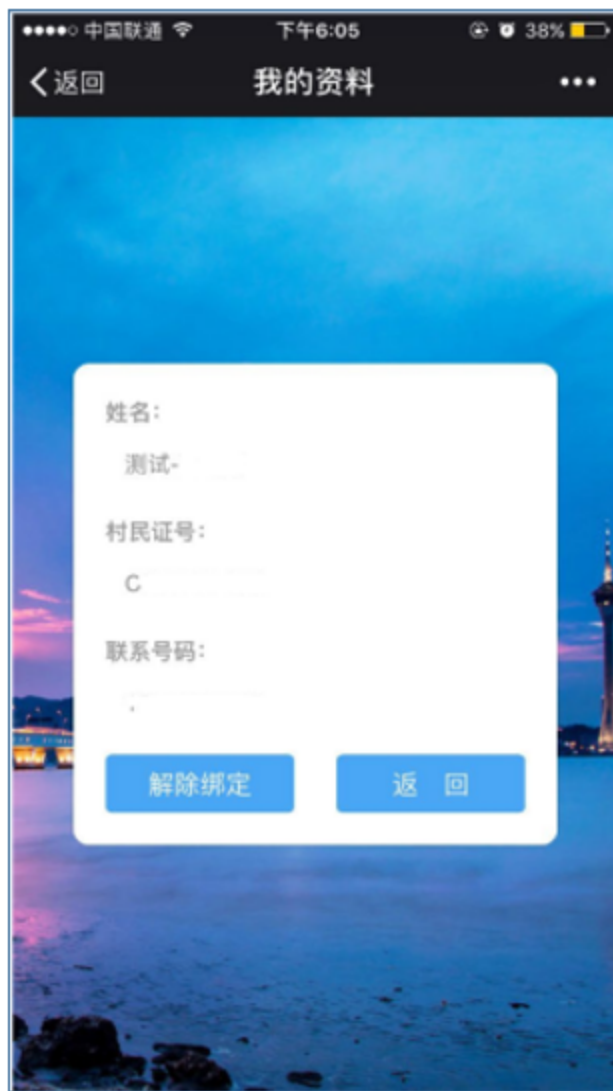 中国联通 下午6:05 38%
返回 我的资料 •••
姓名：
测试-
村民证号：
C
联系号码：
解除绑定 返 回